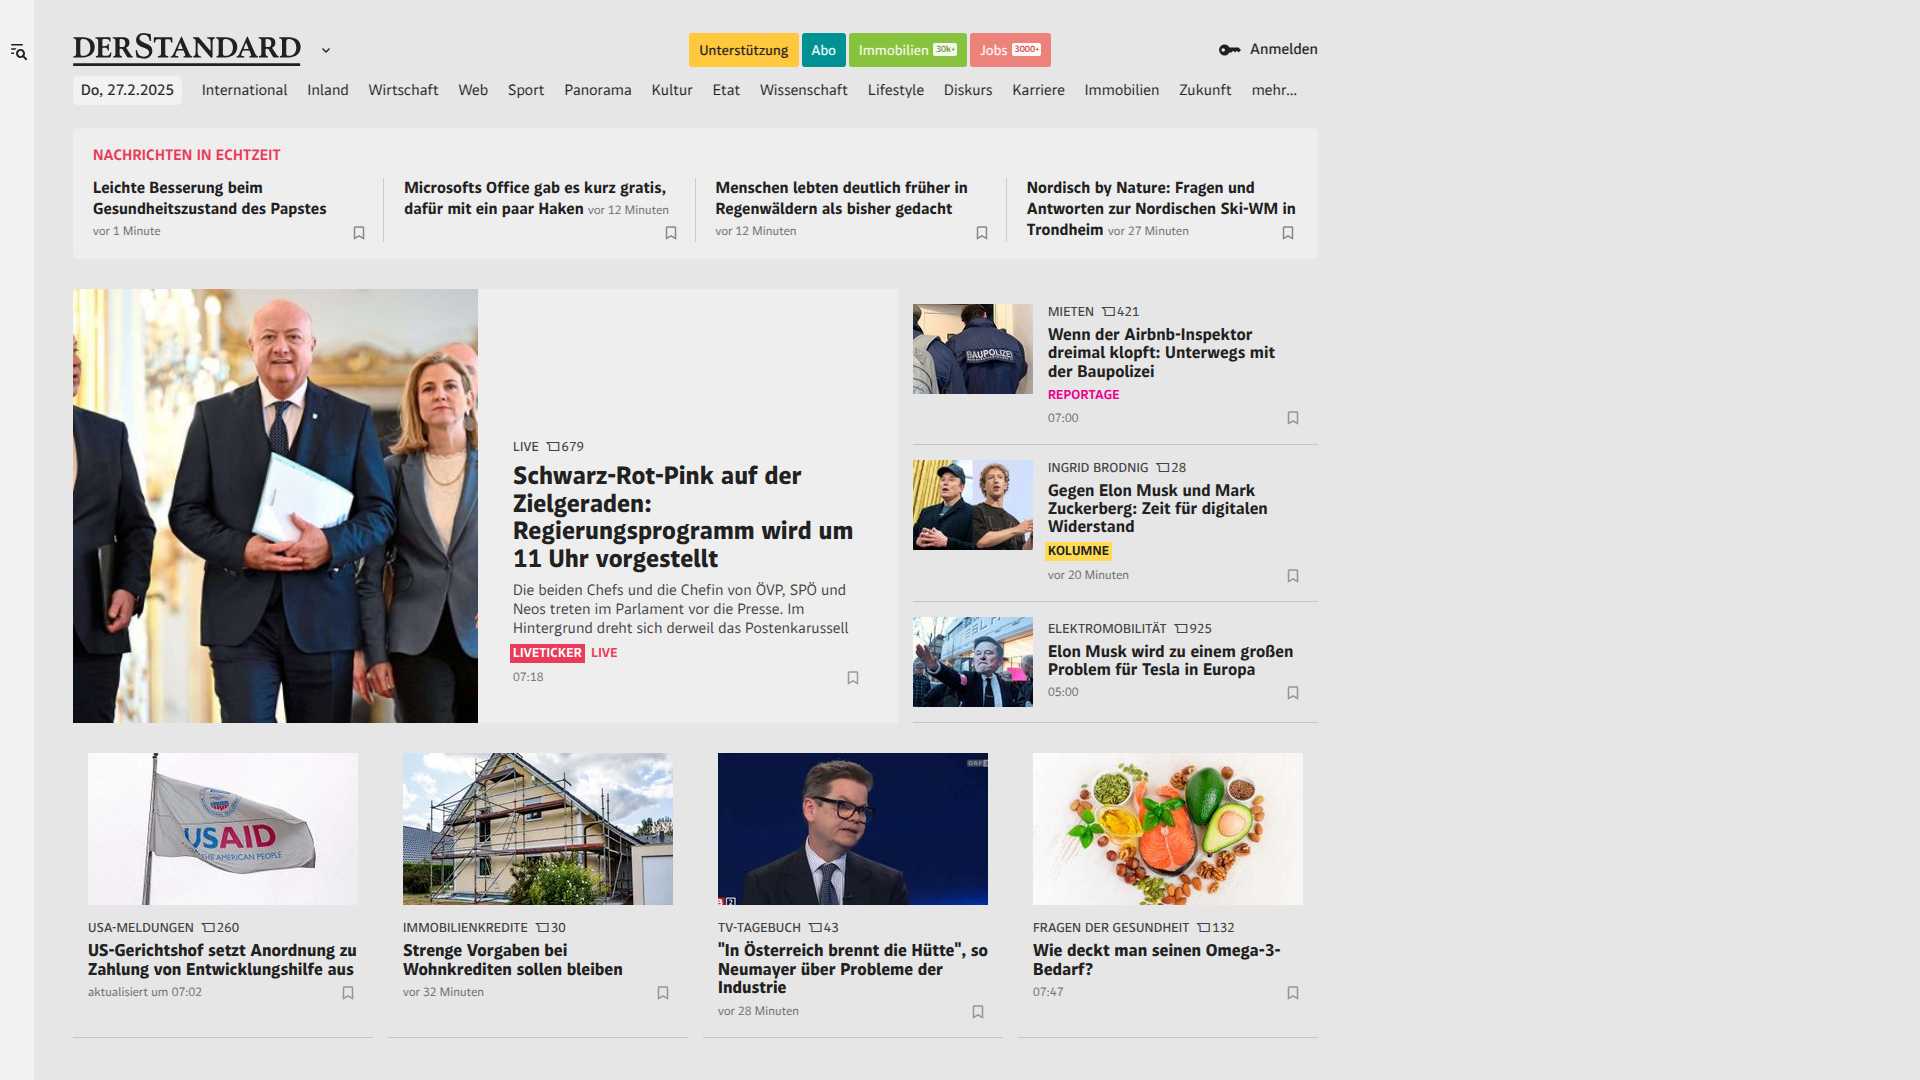 DERSTANDARD
Unterstützung
Abo
Immobilien 30k+
Jobs 3000+
Anmelden
Do, 27.2.2025
International
Inland
Wirtschaft
Web
Sport
Panorama
Kultur
Etat
Wissenschaft
Lifestyle
Diskurs
Karriere
Immobilien
Zukunft
mehr...
NACHRICHTEN IN ECHTZEIT
Leichte Besserung beim
Gesundheitszustand des Papstes
vor 1 Minute
Microsofts Office gab es kurz gratis,
dafür mit ein paar Haken vor 12 Minuten
Menschen lebten deutlich früher in
Regenwäldern als bisher gedacht
vor 12 Minuten
Nordisch by Nature: Fragen und
Antworten zur Nordischen Ski-WM in
Trondheim vor 27 Minuten
LIVE 679
Schwarz-Rot-Pink auf der
Zielgeraden:
Regierungsprogramm wird um
11 Uhr vorgestellt
Die beiden Chefs und die Chefin von ÖVP, SPÖ und
Neos treten im Parlament vor die Presse. Im
Hintergrund dreht sich derweil das Postenkarussell
LIVETICKER LIVE
07:18
BAUPOLIZEI
MIETEN 421
Wenn der Airbnb-Inspektor
dreimal klopft: Unterwegs mit
der Baupolizei
REPORTAGE
07:00
INGRID BRODNIG 28
Gegen Elon Musk und Mark
Zuckerberg: Zeit für digitalen
Widerstand
KOLUMNE
vor 20 Minuten
ELEKTROMOBILITÄT 925
Elon Musk wird zu einem großen
Problem für Tesla in Europa
05:00
USAID
THE AMERICAN PEOPLE
USA-MELDUNGEN 260
US-Gerichtshof setzt Anordnung zu
Zahlung von Entwicklungshilfe aus
aktualisiert um 07:02
IMMOBILIENKREDITE 30
Strenge Vorgaben bei
Wohnkrediten sollen bleiben
vor 32 Minuten
ORF
2
TV-TAGEBUCH 43
"In Österreich brennt die Hütte", so
Neumayer über Probleme der
Industrie
vor 28 Minuten
FRAGEN DER GESUNDHEIT 132
Wie deckt man seinen Omega-3-
Bedarf?
07:47